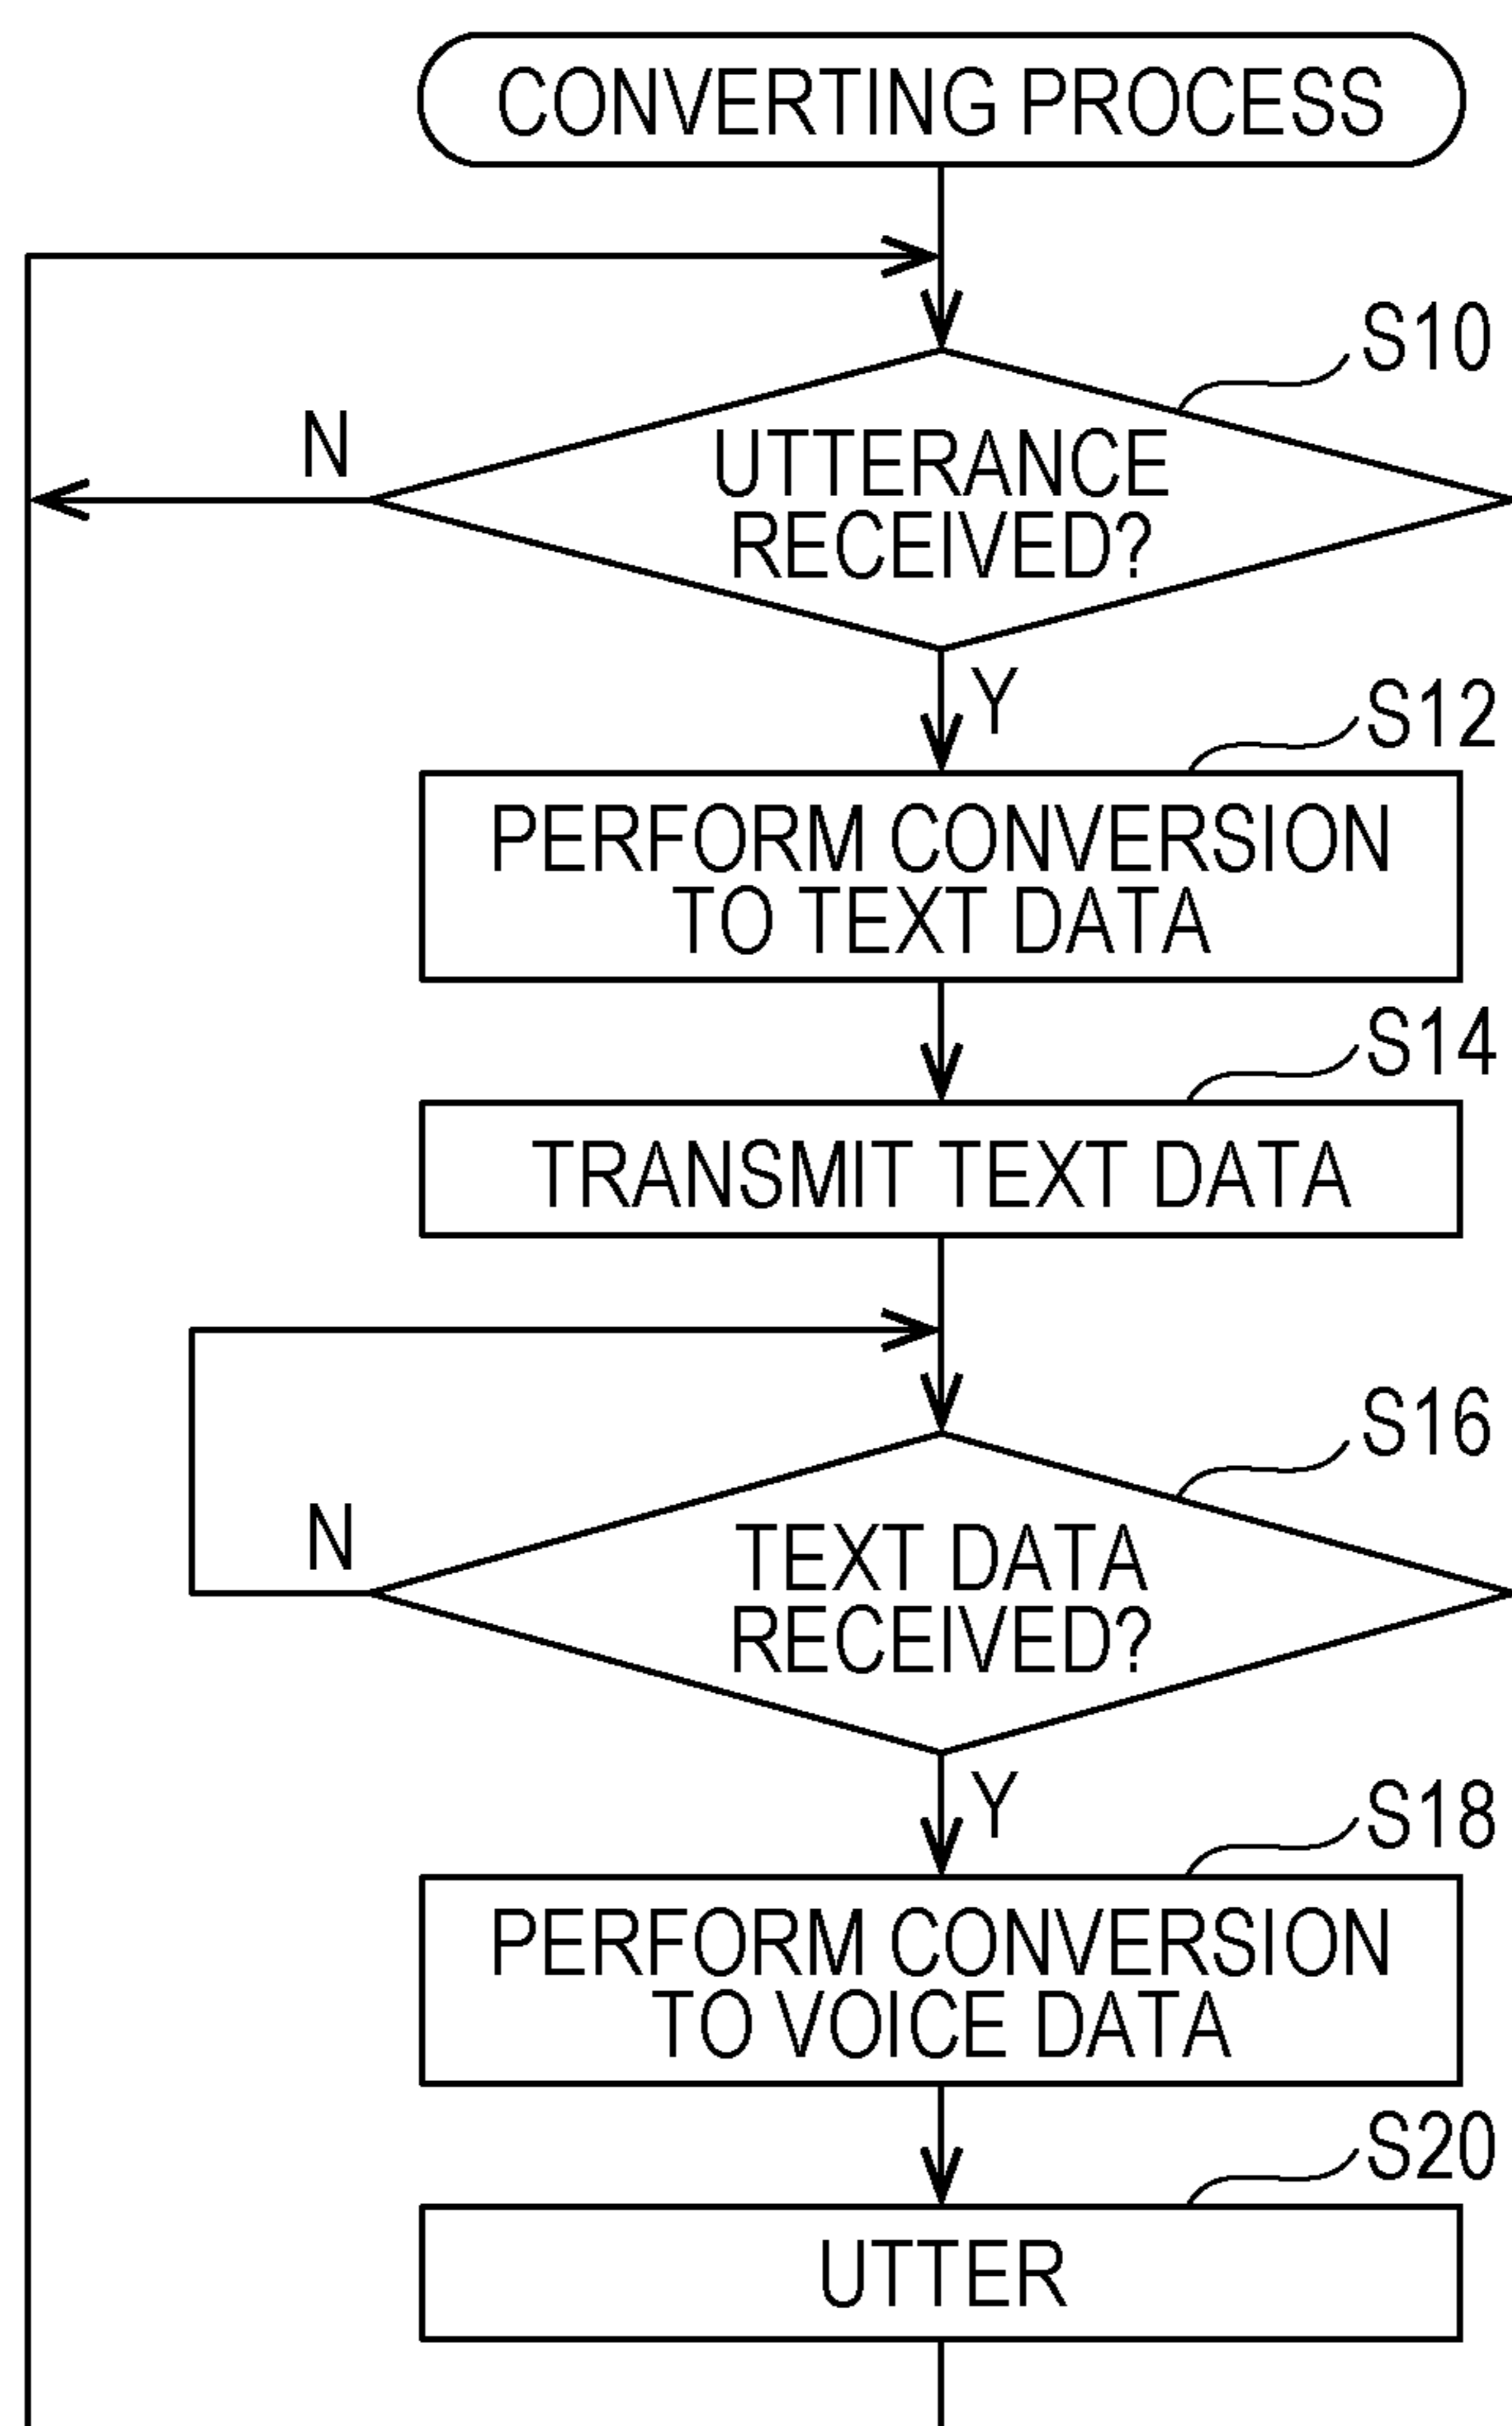 CONVERTING PROCESS
S10
N
UTTERANCE
RECEIVED?
Y
S12
PERFORM CONVERSION
TO TEXT DATA
S14
TRANSMIT TEXT DATA
S16
N
TEXT DATA
RECEIVED?
Y
S18
PERFORM CONVERSION
TO VOICE DATA
S20
UTTER